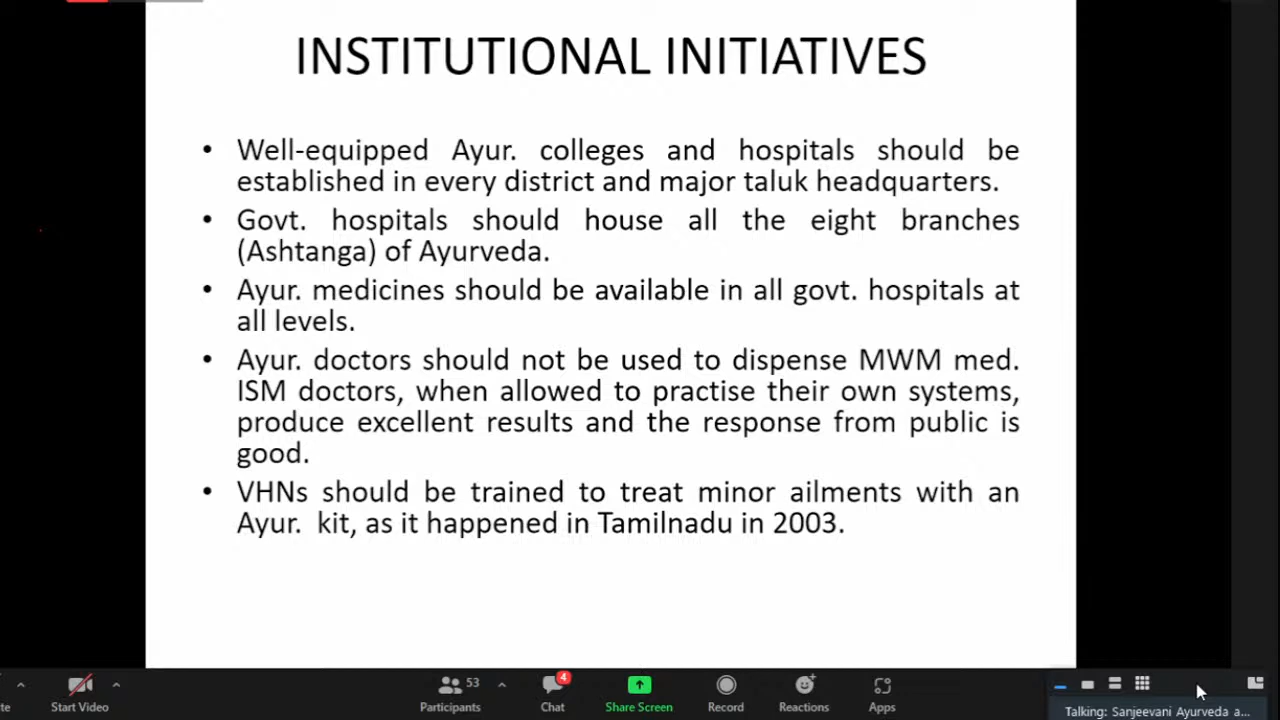 INSTITUTIONAL INITIATIVES
• Well-equipped Ayur. colleges and hospitals should be
established in every district and major taluk headquarters.
• Govt. hospitals should house all the eight branches
(Ashtanga) of Ayurveda.
• Ayur. medicines should be available in all govt. hospitals at
all levels.
• Ayur. doctors should not be used to dispense MWM med.
ISM doctors, when allowed to practise their own systems,
produce excellent results and the response from public is
good.
• VHNs should be trained to treat minor ailments with an
Ayur. kit, as it happened in Tamilnadu in 2003.
53
4
Start Video
Participants
Chat
Share Screen
Record
Reactions
Apps
Talking: Sanjeevani Ayurveda a...